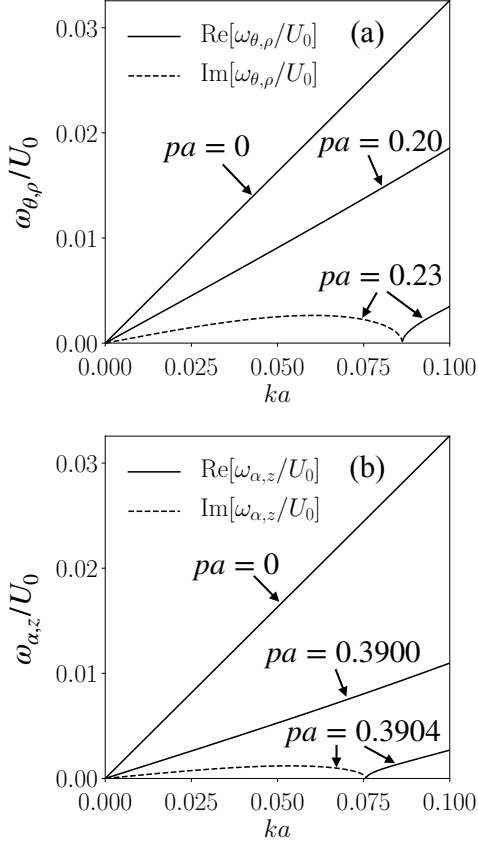 (a)
Re[ω_{θ,ρ}/U_0]
Im[ω_{θ,ρ}/U_0]
pa = 0
pa = 0.20
pa = 0.23
ω_{θ,ρ}/U_0
0.03
0.02
0.01
0.00
0.000 0.025 0.050 0.075 0.100
ka
(b)
Re[ω_{α,z}/U_0]
Im[ω_{α,z}/U_0]
pa = 0
pa = 0.3900
pa = 0.3904
ω_{α,z}/U_0
0.03
0.02
0.01
0.00
0.000 0.025 0.050 0.075 0.100
ka